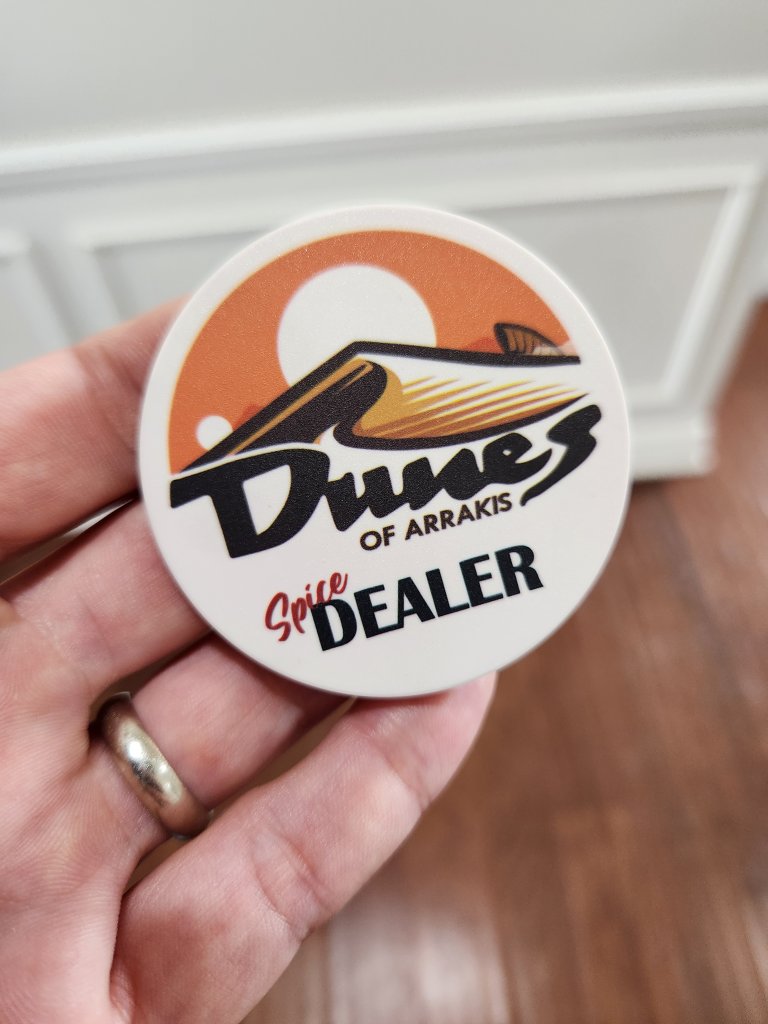 Dunes
OF ARRAKIS
Spice DEALER